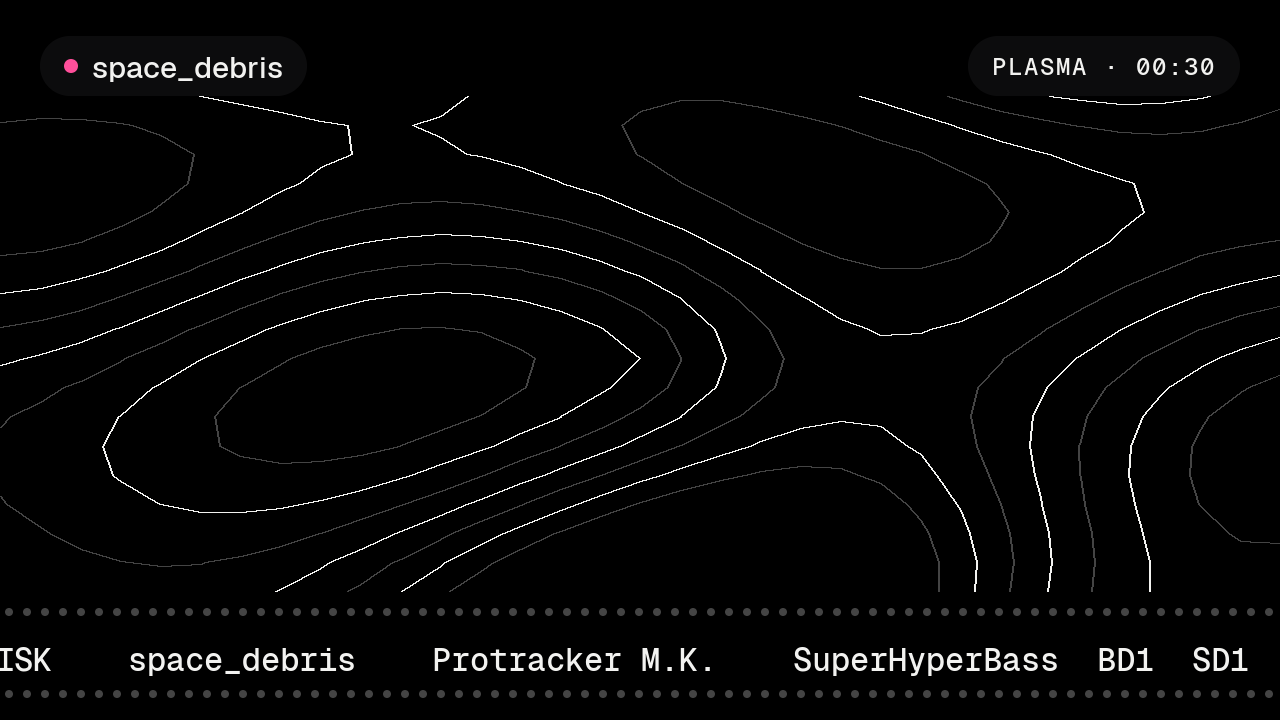 space_debris
PLASMA · 00:30
ISK space_debris Protracker M.K. SuperHyperBass BD1 SD1